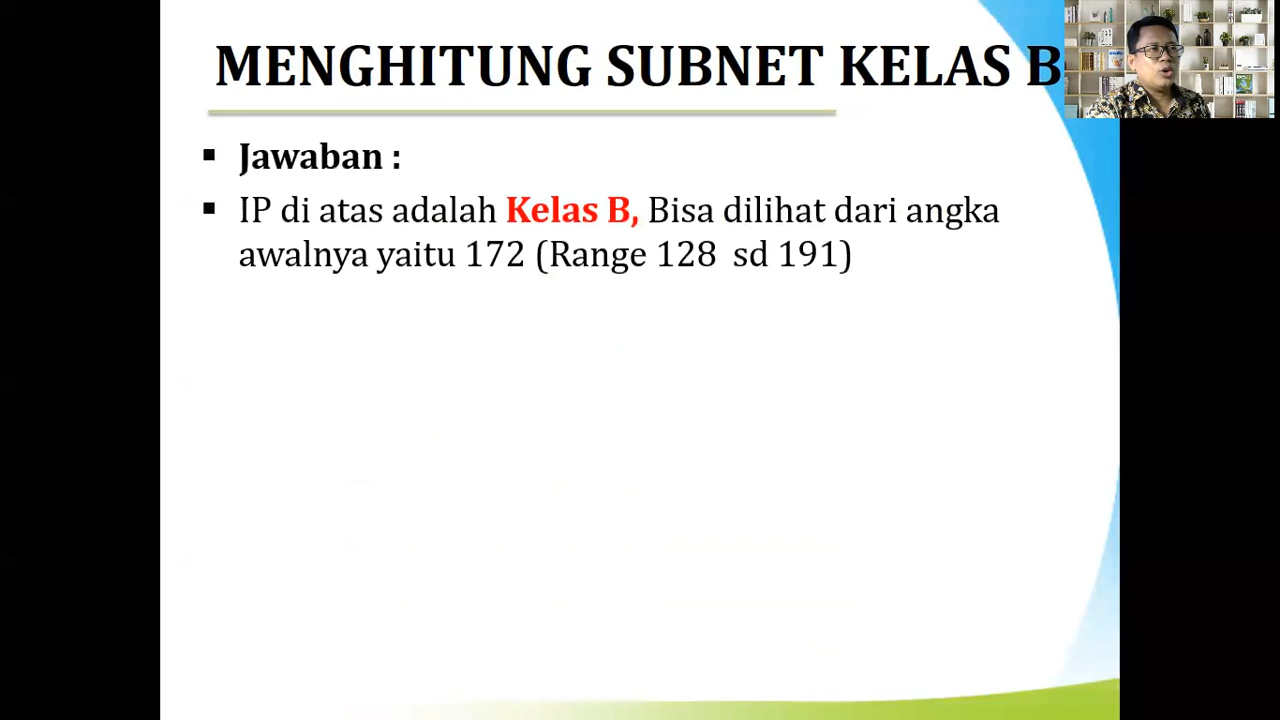 MENGHITUNG SUBNET KELAS B
▪ Jawaban :
▪ IP di atas adalah Kelas B, Bisa dilihat dari angka
awalnya yaitu 172 (Range 128 sd 191)